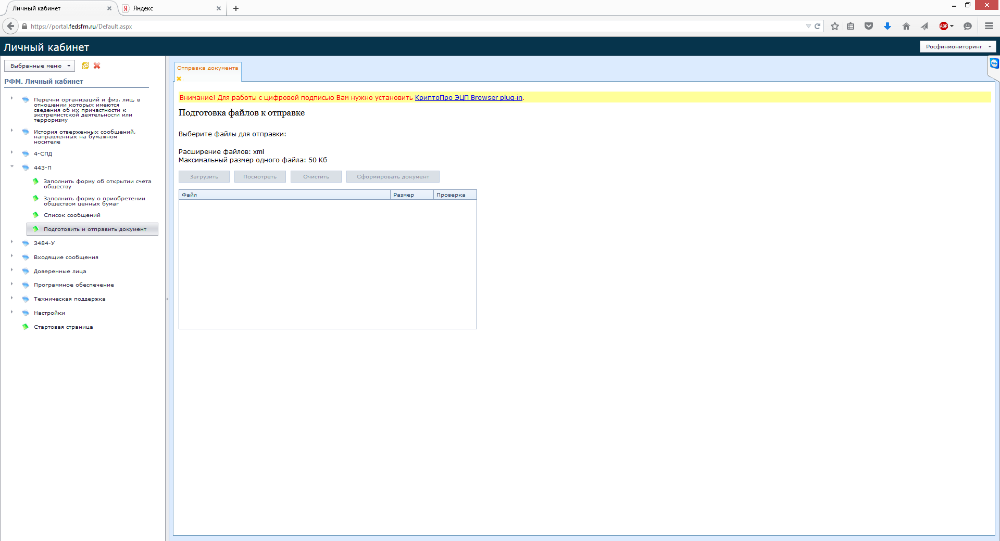 Личный кабинет
Яндекс
https://portal.fedsfm.ru/Default.aspx
ABP
Личный кабинет
Росфинмониторинг
Выбранные меню
РФМ. Личный кабинет
Перечни организаций и физ. лиц, в
отношении которых имеются
сведения об их причастности к
экстремистской деятельности или
терроризму
История отверженных сообщений,
направленных на бумажном
носителе
4-СПД
443-П
Заполнить форму об открытии счета
обществу
Заполнить форму о приобретении
обществом ценных бумаг
Список сообщений
Подготовить и отправить документ
3484-У
Входящие сообщения
Доверенные лица
Программное обеспечение
Техническая поддержка
Настройки
Стартовая страница
Отправка документа
Внимание! Для работы с цифровой подписью Вам нужно установить КриптоПро ЭЦП Browser plug-in.
Подготовка файлов к отправке
Выберите файлы для отправки:
Расширение файлов: xml
Максимальный размер одного файла: 50 Кб
Загрузить Посмотреть Очистить Сформировать документ
Файл Размер Проверка